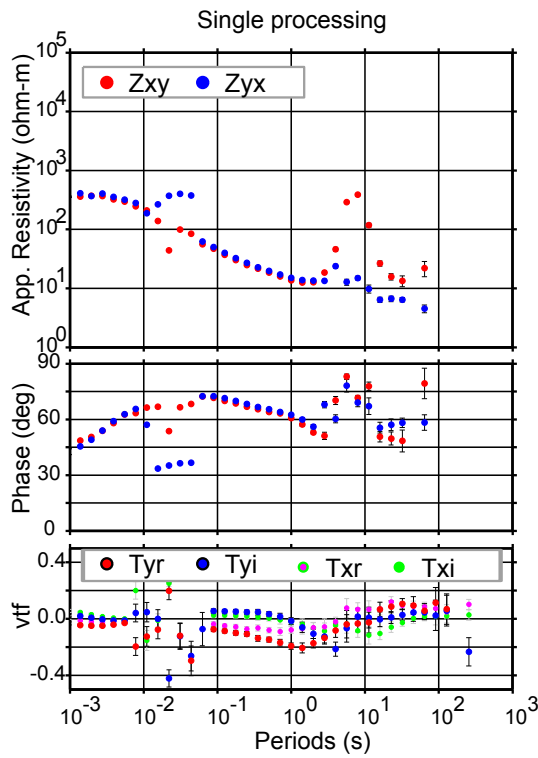 Single processing
App. Resistivity (ohm-m)
10^5
10^4
10^3
10^2
10^1
10^0
Zxy Zyx
Phase (deg)
90
60
30
0
vtf
0.4
0.0
-0.4
Tyr Tyi Txr Txi
10^-3 10^-2 10^-1 10^0 10^1 10^2 10^3
Periods (s)